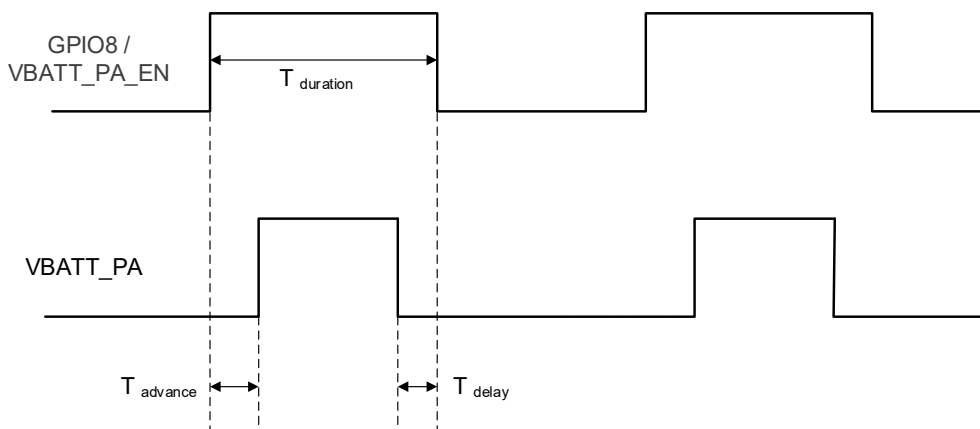 GPIO8 /
VBATT_PA_EN
T duration
VBATT_PA
T advance
T delay